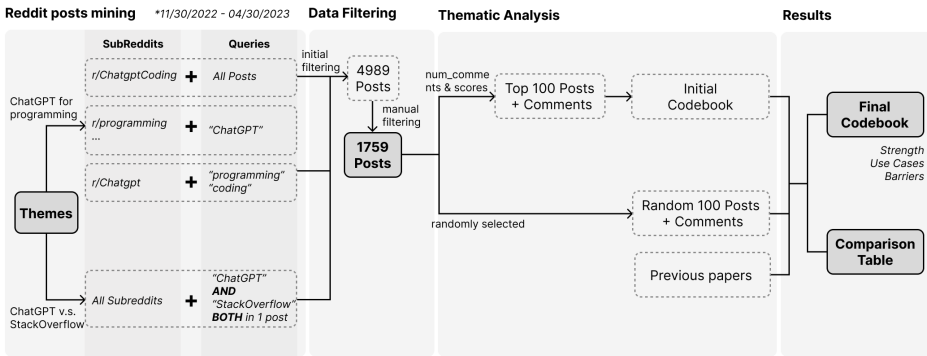 Reddit posts mining
*11/30/2022 - 04/30/2023
Data Filtering
Thematic Analysis
Results
SubReddits
Queries
ChatGPT for
programming
r/ChatgptCoding
+
All Posts
r/programming
...
+
"ChatGPT"
r/Chatgpt
+
"programming"
"coding"
Themes
ChatGPT v.s.
StackOverflow
All Subreddits
+
"ChatGPT"
AND
"StackOverflow"
BOTH in 1 post
initial
filtering
4989
Posts
manual
filtering
1759
Posts
num_comme
nts & scores
Top 100 Posts
+ Comments
Initial
Codebook
randomly selected
Random 100 Posts
+ Comments
Previous papers
Final
Codebook
Strength
Use Cases
Barriers
Comparison
Table